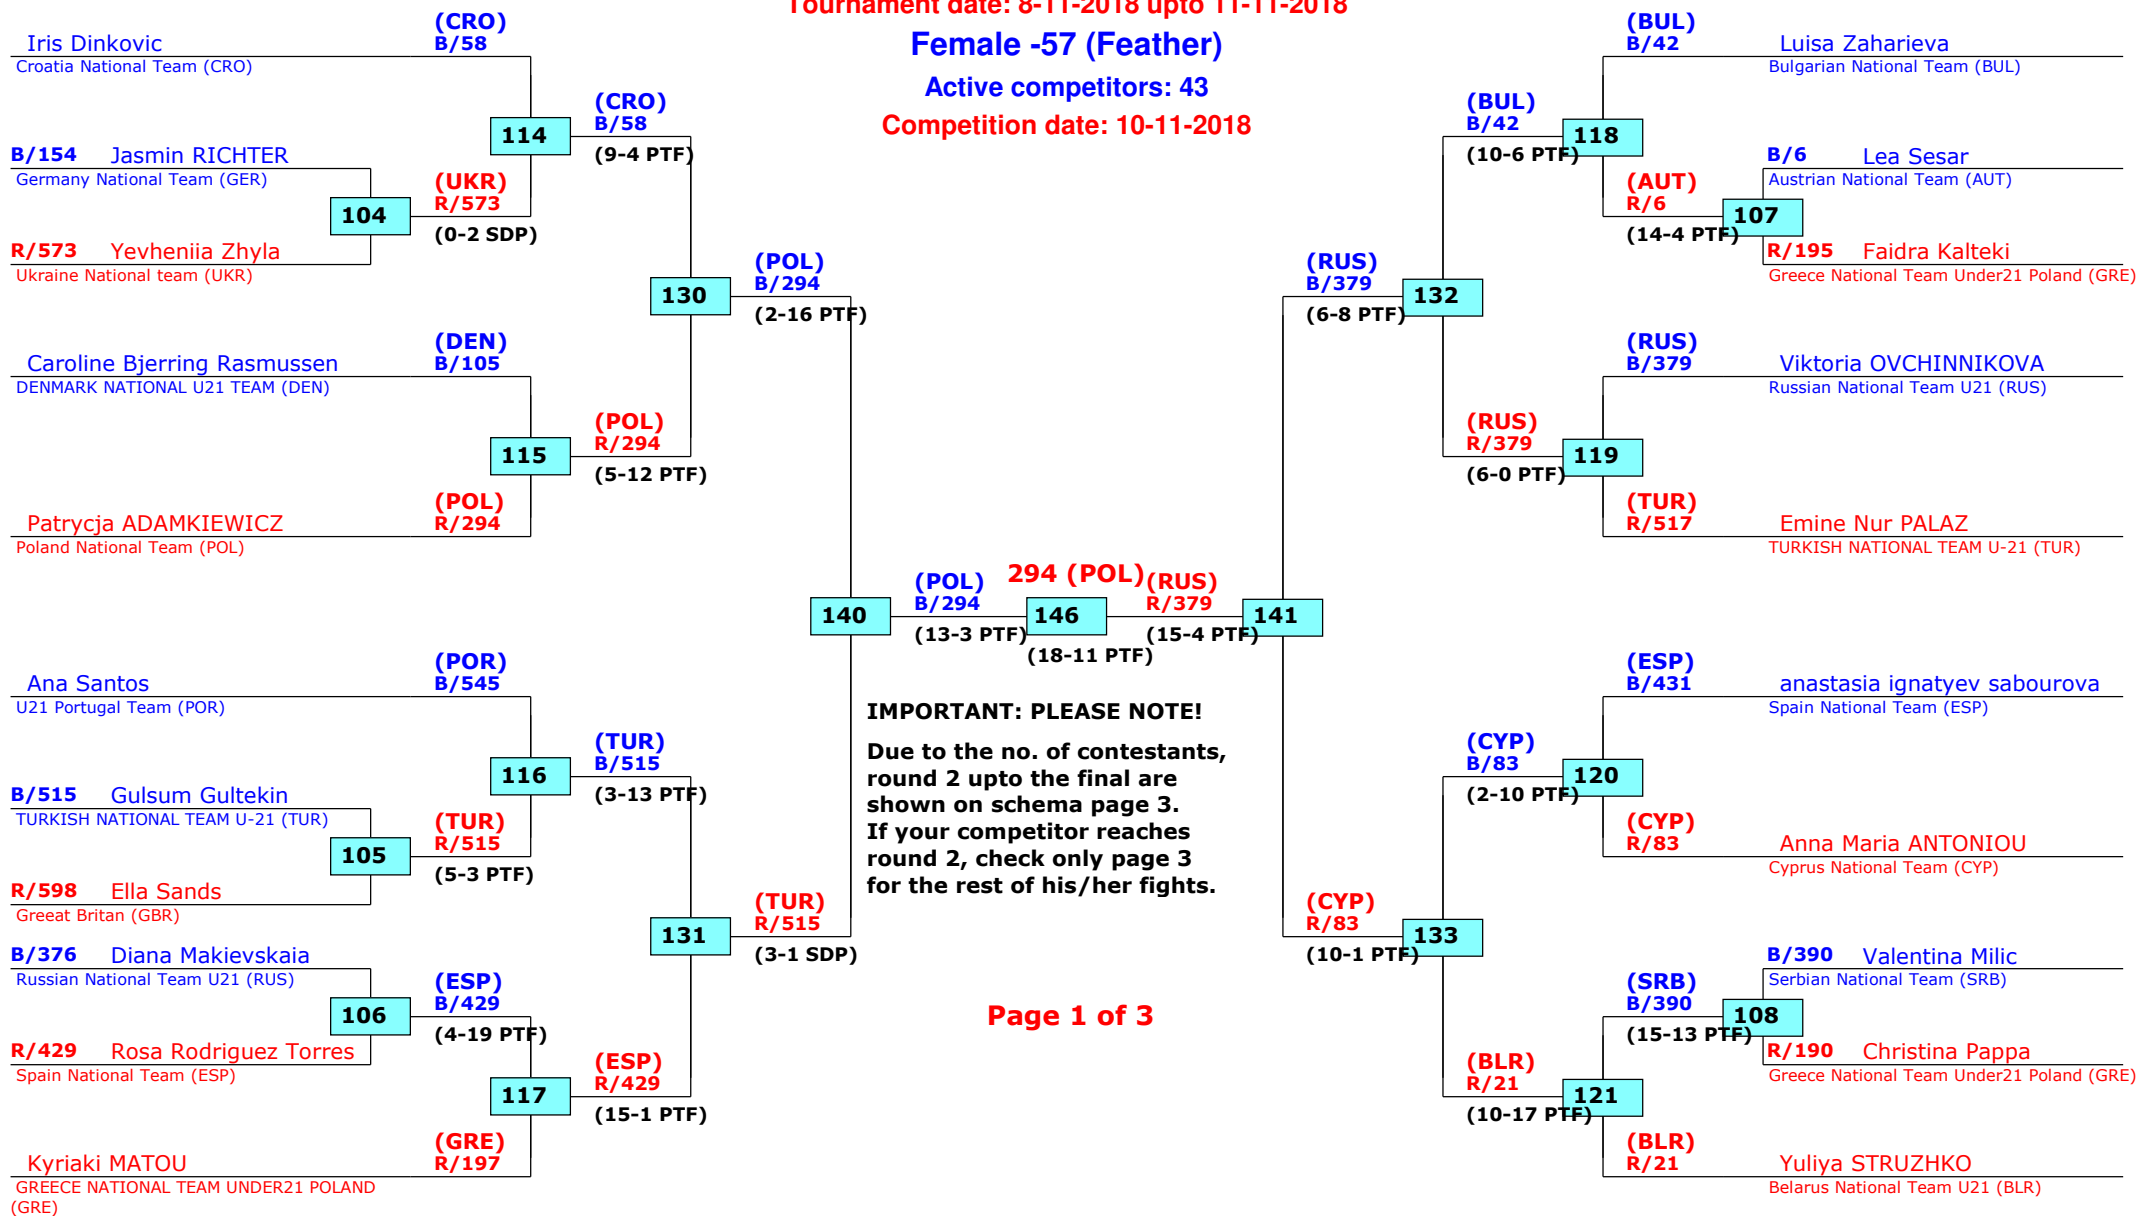 Tournament date: 8-11-2018 upto 11-11-2018
Female -57 (Feather)
Active competitors: 43
Competition date: 10-11-2018
Iris Dinkovic
Croatia National Team (CRO)
(CRO)
B/58
B/154 Jasmin RICHTER
Germany National Team (GER)
104
R/573 Yevheniia Zhyla
Ukraine National team (UKR)
(UKR)
R/573
(0-2 SDP)
114
(CRO)
B/58
(9-4 PTF)
Caroline Bjerring Rasmussen
DENMARK NATIONAL U21 TEAM (DEN)
(DEN)
B/105
115
Patrycja ADAMKIEWICZ
Poland National Team (POL)
(POL)
R/294
(POL)
R/294
(5-12 PTF)
130
(POL)
B/294
(2-16 PTF)
Ana Santos
U21 Portugal Team (POR)
(POR)
B/545
B/515 Gulsum Gultekin
TURKISH NATIONAL TEAM U-21 (TUR)
105
R/598 Ella Sands
Greeat Britan (GBR)
(TUR)
R/515
(5-3 PTF)
116
(TUR)
B/515
(3-13 PTF)
B/376 Diana Makievskaia
Russian National Team U21 (RUS)
106
R/429 Rosa Rodriguez Torres
Spain National Team (ESP)
(ESP)
B/429
(4-19 PTF)
117
Kyriaki MATOU
GREECE NATIONAL TEAM UNDER21 POLAND
(GRE)
(GRE)
R/197
(ESP)
R/429
(15-1 PTF)
131
(TUR)
R/515
(3-1 SDP)
140
(POL)
B/294
(13-3 PTF)
294 (POL)
146
(18-11 PTF)
(RUS)
R/379
(15-4 PTF)
141
IMPORTANT: PLEASE NOTE!
Due to the no. of contestants,
round 2 upto the final are
shown on schema page 3.
If your competitor reaches
round 2, check only page 3
for the rest of his/her fights.
Page 1 of 3
(BUL)
B/42
Luisa Zaharieva
Bulgarian National Team (BUL)
(BUL)
B/42
(10-6 PTF)
118
B/6 Lea Sesar
Austrian National Team (AUT)
(AUT)
R/6
(14-4 PTF)
107
R/195 Faidra Kalteki
Greece National Team Under21 Poland (GRE)
(RUS)
B/379
(6-8 PTF)
132
(RUS)
B/379
Viktoria OVCHINNIKOVA
Russian National Team U21 (RUS)
(RUS)
R/379
(6-0 PTF)
119
(TUR)
R/517
Emine Nur PALAZ
TURKISH NATIONAL TEAM U-21 (TUR)
(ESP)
B/431
anastasia ignatyev sabourova
Spain National Team (ESP)
(CYP)
B/83
(2-10 PTF)
120
(CYP)
R/83
Anna Maria ANTONIOU
Cyprus National Team (CYP)
(CYP)
R/83
(10-1 PTF)
133
B/390 Valentina Milic
Serbian National Team (SRB)
(SRB)
B/390
(15-13 PTF)
108
R/190 Christina Pappa
Greece National Team Under21 Poland (GRE)
(BLR)
R/21
(10-17 PTF)
121
(BLR)
R/21
Yuliya STRUZHKO
Belarus National Team U21 (BLR)